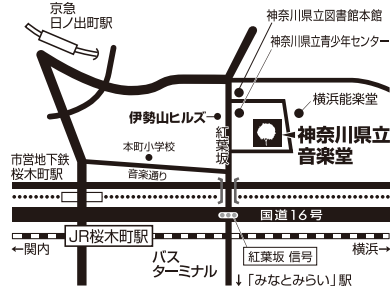 京急
日ノ出町駅
神奈川県立図書館本館
神奈川県立青少年センター
横浜能楽堂
伊勢山ヒルズ
紅葉坂
神奈川県立
音楽堂
本町小学校
音楽通り
市営地下鉄
桜木町駅
国道16号
JR桜木町駅
←関内
バス
ターミナル
紅葉坂 信号
横浜→
↓「みなとみらい」駅